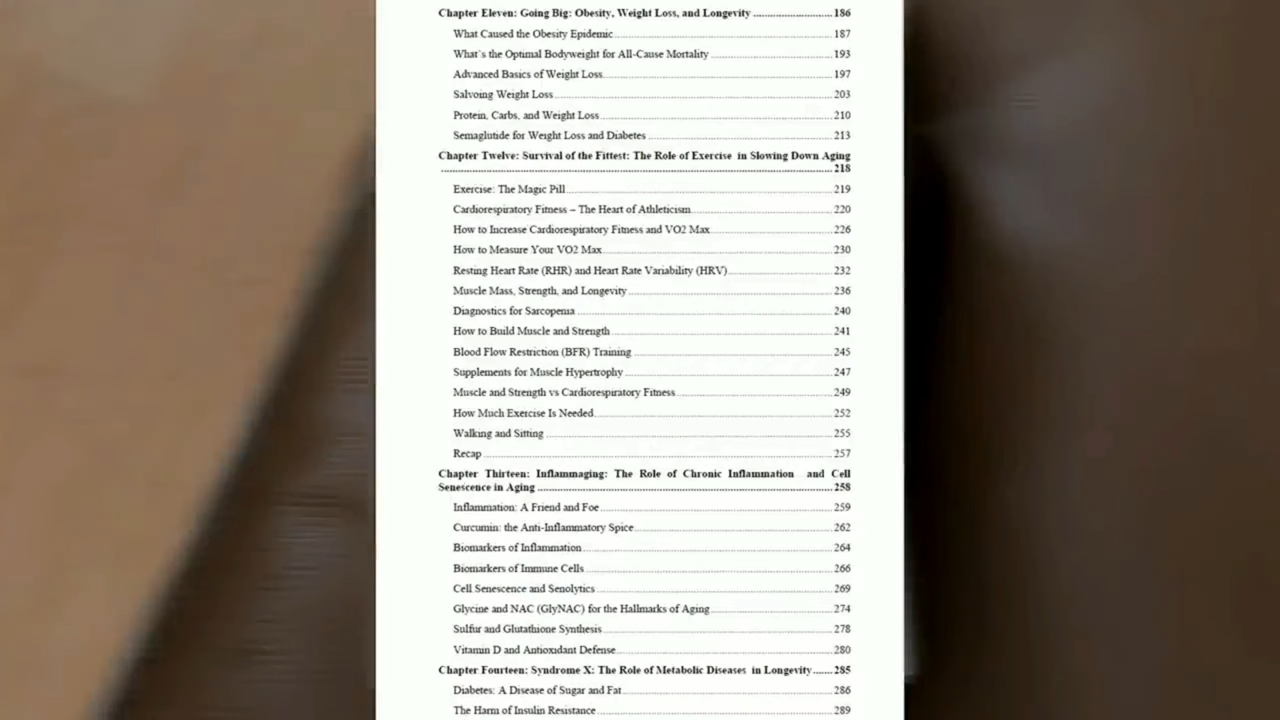 Chapter Eleven: Going Big: Obesity, Weight Loss, and Longevity ........................ 186
What Caused the Obesity Epidemic ........................ 187
What's the Optimal Bodyweight for All-Cause Mortality ........................ 193
Advanced Basics of Weight Loss ........................ 197
Salvoing Weight Loss ........................ 203
Protein, Carbs, and Weight Loss ........................ 210
Semaglutide for Weight Loss and Diabetes ........................ 213
Chapter Twelve: Survival of the Fittest: The Role of Exercise in Slowing Down Aging
........................ 218
Exercise: The Magic Pill ........................ 219
Cardiorespiratory Fitness – The Heart of Athleticism ........................ 220
How to Increase Cardiorespiratory Fitness and VO2 Max ........................ 226
How to Measure Your VO2 Max ........................ 230
Resting Heart Rate (RHR) and Heart Rate Variability (HRV) ........................ 232
Muscle Mass, Strength, and Longevity ........................ 236
Diagnostics for Sarcopenia ........................ 240
How to Build Muscle and Strength ........................ 241
Blood Flow Restriction (BFR) Training ........................ 245
Supplements for Muscle Hypertrophy ........................ 247
Muscle and Strength vs Cardiorespiratory Fitness ........................ 249
How Much Exercise Is Needed ........................ 252
Walking and Sitting ........................ 255
Recap ........................ 257
Chapter Thirteen: Inflammaging: The Role of Chronic Inflammation and Cell
Senescence in Aging ........................ 258
Inflammation: A Friend and Foe ........................ 259
Curcumin: the Anti-Inflammatory Spice ........................ 262
Biomarkers of Inflammation ........................ 264
Biomarkers of Immune Cells ........................ 266
Cell Senescence and Senolytics ........................ 269
Glycine and NAC (GlyNAC) for the Hallmarks of Aging ........................ 274
Sulfur and Glutathione Synthesis ........................ 278
Vitamin D and Antioxidant Defense ........................ 280
Chapter Fourteen: Syndrome X: The Role of Metabolic Diseases in Longevity ...... 285
Diabetes: A Disease of Sugar and Fat ........................ 286
The Harm of Insulin Resistance ........................ 289